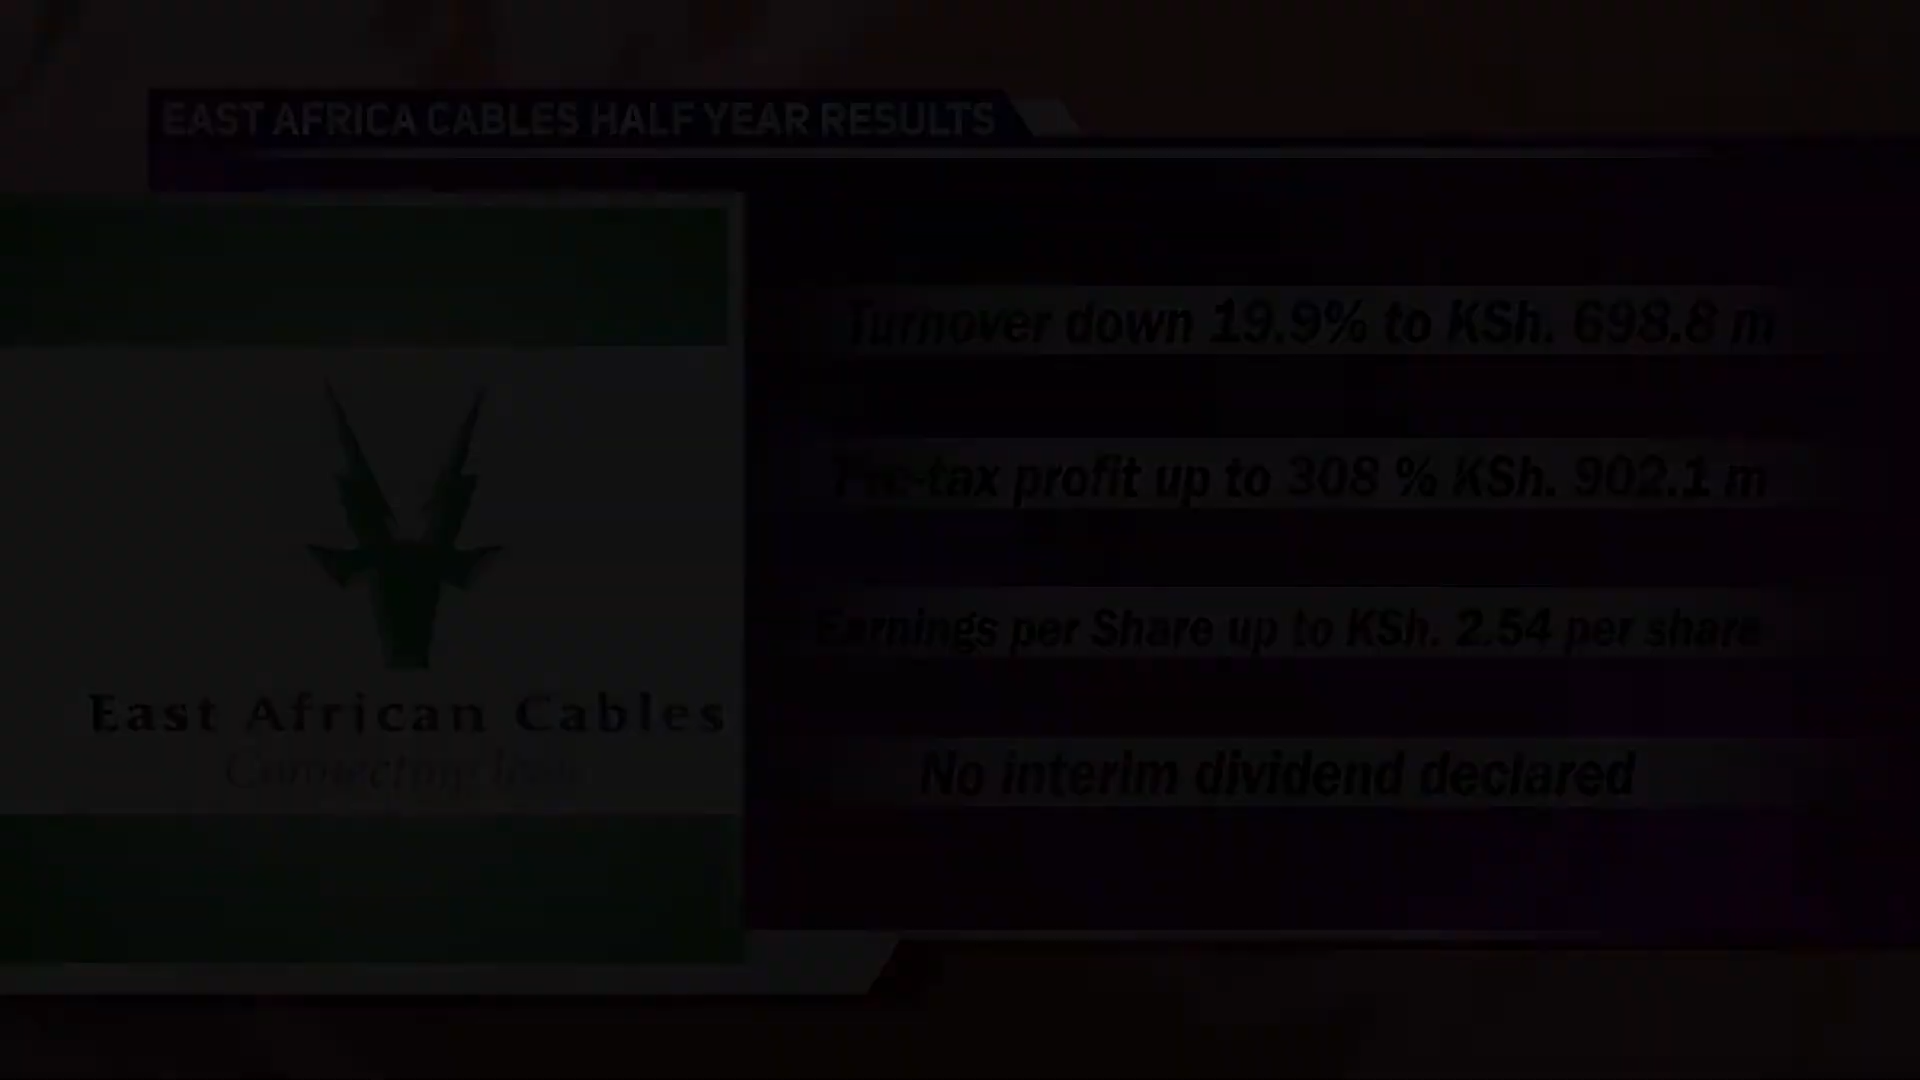 EAST AFRICA CABLES HALF YEAR RESULTS
Turnover down 19.9% to KSh. 698.8 m
Pre-tax profit up to 308 % KSh. 902.1 m
Earnings per Share up to KSh. 2.54 per share
No interim dividend declared
East African Cables
Connecting